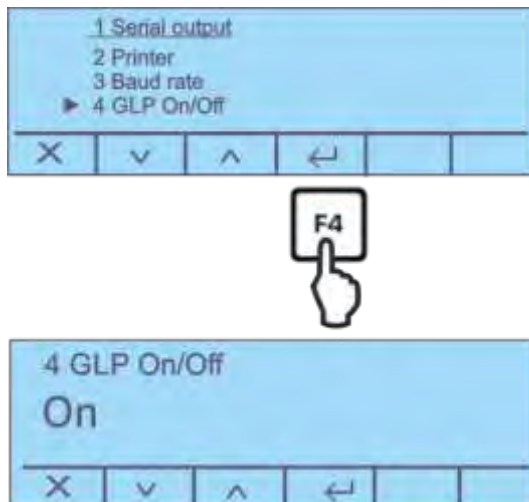 1 Serial output
2 Printer
3 Baud rate
4 GLP On/Off
F4
4 GLP On/Off
On